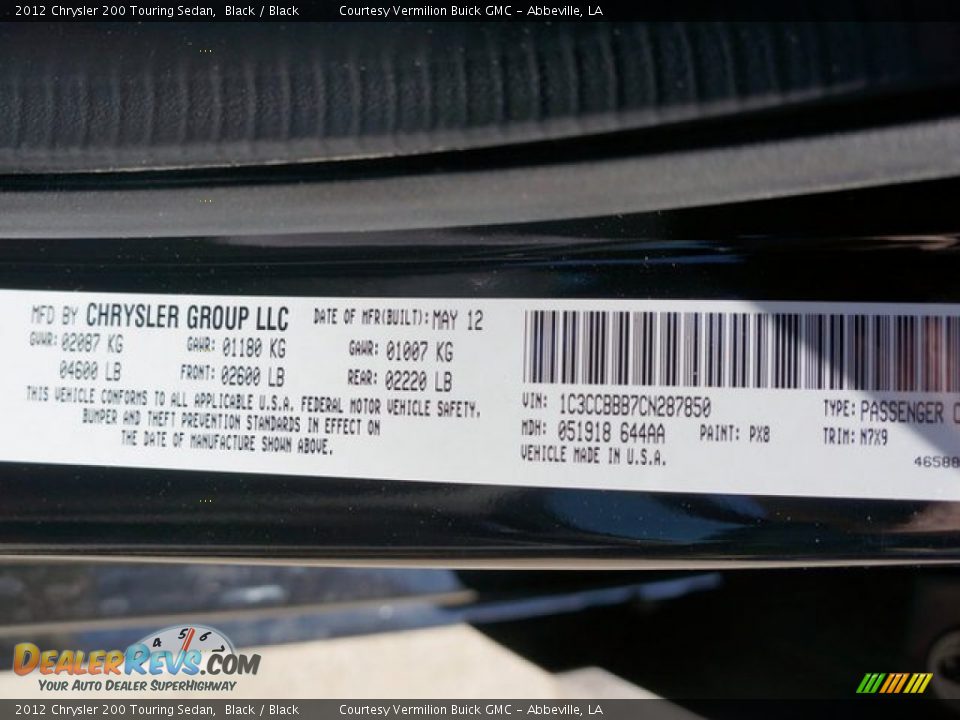 2012 Chrysler 200 Touring Sedan, Black / Black Courtesy Vermilion Buick GMC - Abbeville, LA
MFD BY CHRYSLER GROUP LLC DATE OF MFR(BUILT): MAY 12
GVWR: 02087 KG GAWR: 01180 KG GAWR: 01007 KG
04600 LB FRONT: 02600 LB REAR: 02220 LB
THIS VEHICLE CONFORMS TO ALL APPLICABLE U.S.A. FEDERAL MOTOR VEHICLE SAFETY,
BUMPER AND THEFT PREVENTION STANDARDS IN EFFECT ON
THE DATE OF MANUFACTURE SHOWN ABOVE.
VIN: 1C3CCBBB7CN287850 TYPE: PASSENGER C
MDH: 051918 644AA PAINT: PX8 TRIM: N7X9
VEHICLE MADE IN U.S.A.
46588
4 5 6
DEALERREVS.COM
YOUR AUTO DEALER SUPERHIGHWAY
2012 Chrysler 200 Touring Sedan, Black / Black Courtesy Vermilion Buick GMC - Abbeville, LA